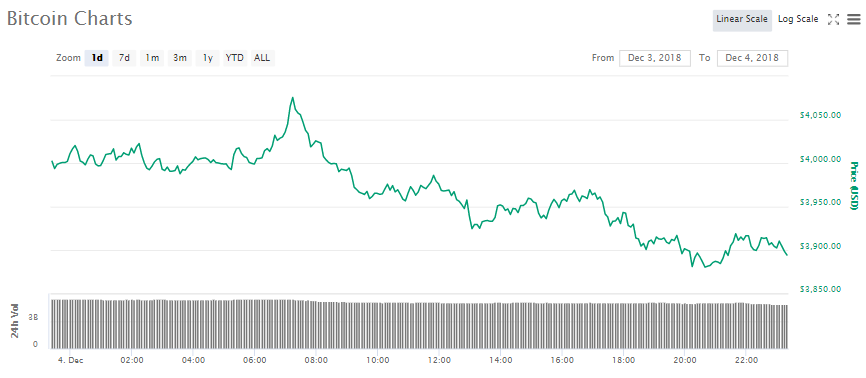 Bitcoin Charts
Linear Scale Log Scale
Zoom 1d 7d 1m 3m 1y YTD ALL
From Dec 3, 2018 To Dec 4, 2018
$4,050.00
$4,000.00
$3,950.00
$3,900.00
$3,850.00
Price (USD)
24h Vol
3B
0
4. Dec 02:00 04:00 06:00 08:00 10:00 12:00 14:00 16:00 18:00 20:00 22:00